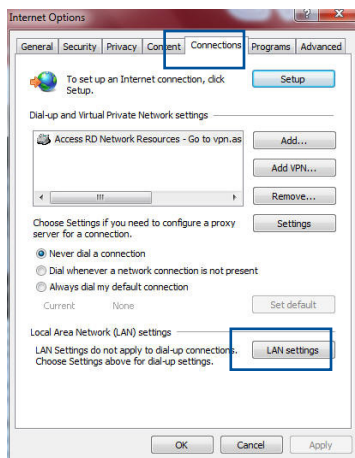 Internet Options
General Security Privacy Content Connections Programs Advanced
To set up an Internet connection, click
Setup.
Setup
Dial-up and Virtual Private Network settings
Access RD Network Resources - Go to vpn.as
Add...
Add VPN...
Remove...
Choose Settings if you need to configure a proxy
server for a connection.
Settings
Never dial a connection
Dial whenever a network connection is not present
Always dial my default connection
Current None
Set default
Local Area Network (LAN) settings
LAN Settings do not apply to dial-up connections.
Choose Settings above for dial-up settings.
LAN settings
OK Cancel Apply